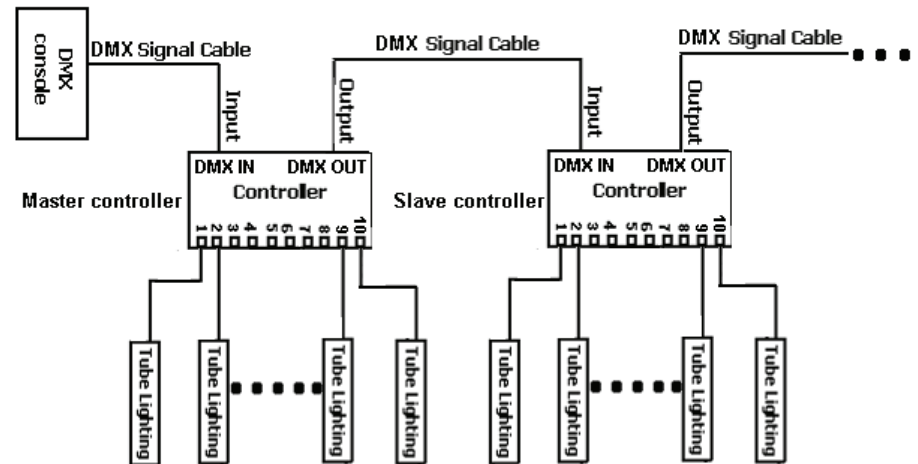 DMX console
DMX Signal Cable
DMX Signal Cable
DMX Signal Cable
Input
Output
Input
Output
DMX IN
DMX OUT
Controller
Master controller
1 2 3 4 5 6 7 8 9 10
DMX IN
DMX OUT
Controller
Slave controller
1 2 3 4 5 6 7 8 9 10
Tube Lighting
Tube Lighting
Tube Lighting
Tube Lighting
Tube Lighting
Tube Lighting
Tube Lighting
Tube Lighting